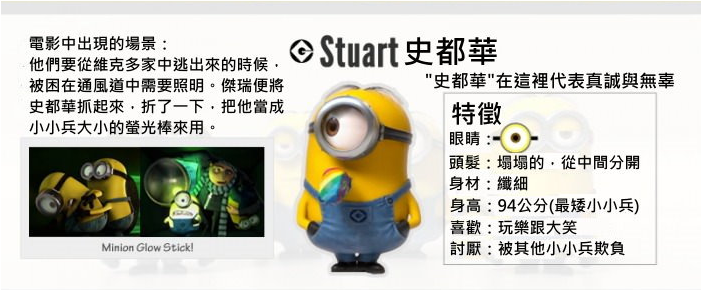 電影中出現的場景：
他們要從維克多家中逃出來的時候，
被困在通風道中需要照明。傑瑞便將
史都華抓起來，折了一下，把他當成
小小兵大小的螢光棒來用。
Minion Glow Stick!
Stuart 史都華
"史都華"在這裡代表真誠與無辜
特徵
眼睛：
頭髮：塌塌的，從中間分開
身材：纖細
身高：94公分(最矮小小兵)
喜歡：玩樂跟大笑
討厭：被其他小小兵欺負